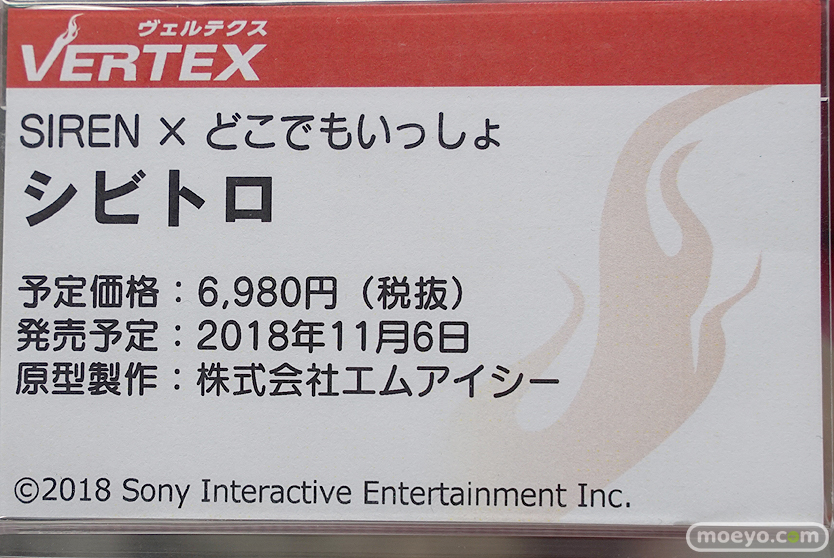 ヴェルテクス
VERTEX
SIREN × どこでもいっしょ
シビトロ
予定価格：6,980円（税抜）
発売予定：2018年11月6日
原型製作：株式会社エムアイシー
©2018 Sony Interactive Entertainment Inc.
moeyo.com